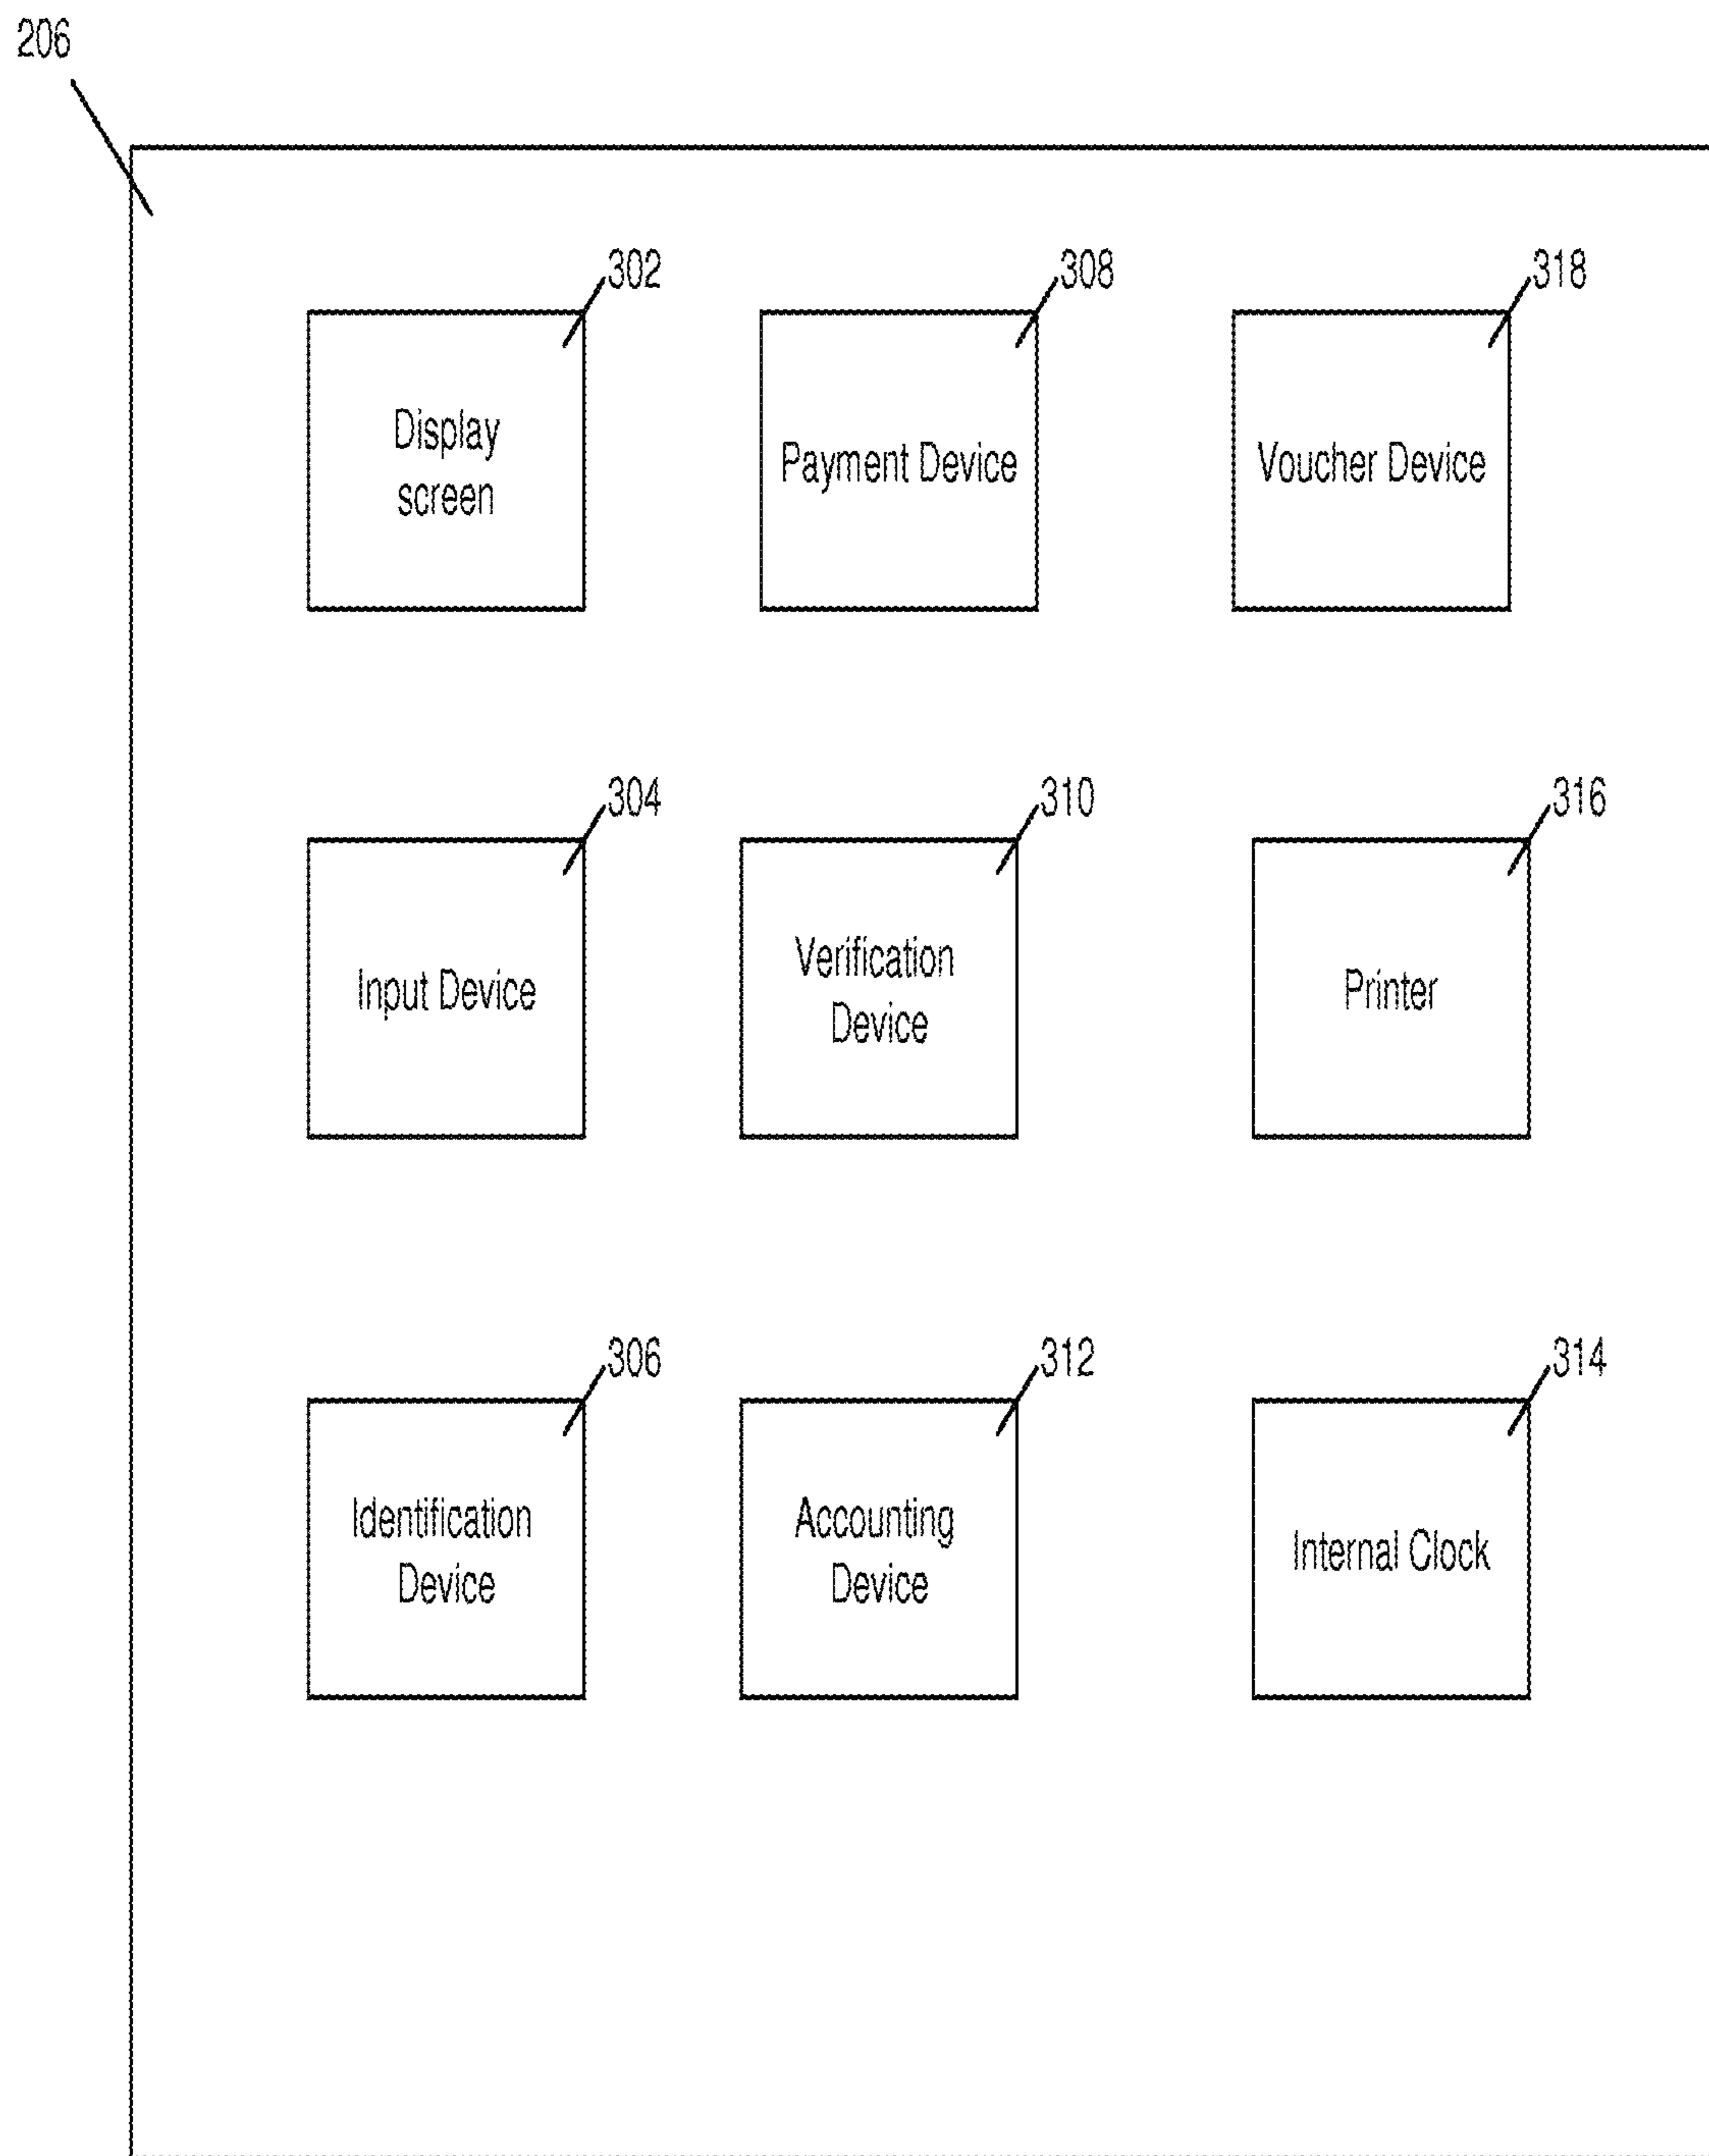 206
302
308
318
Display
screen
Payment Device
Voucher Device
304
310
316
Input Device
Verification
Device
Printer
306
312
314
Identification
Device
Accounting
Device
Internal Clock